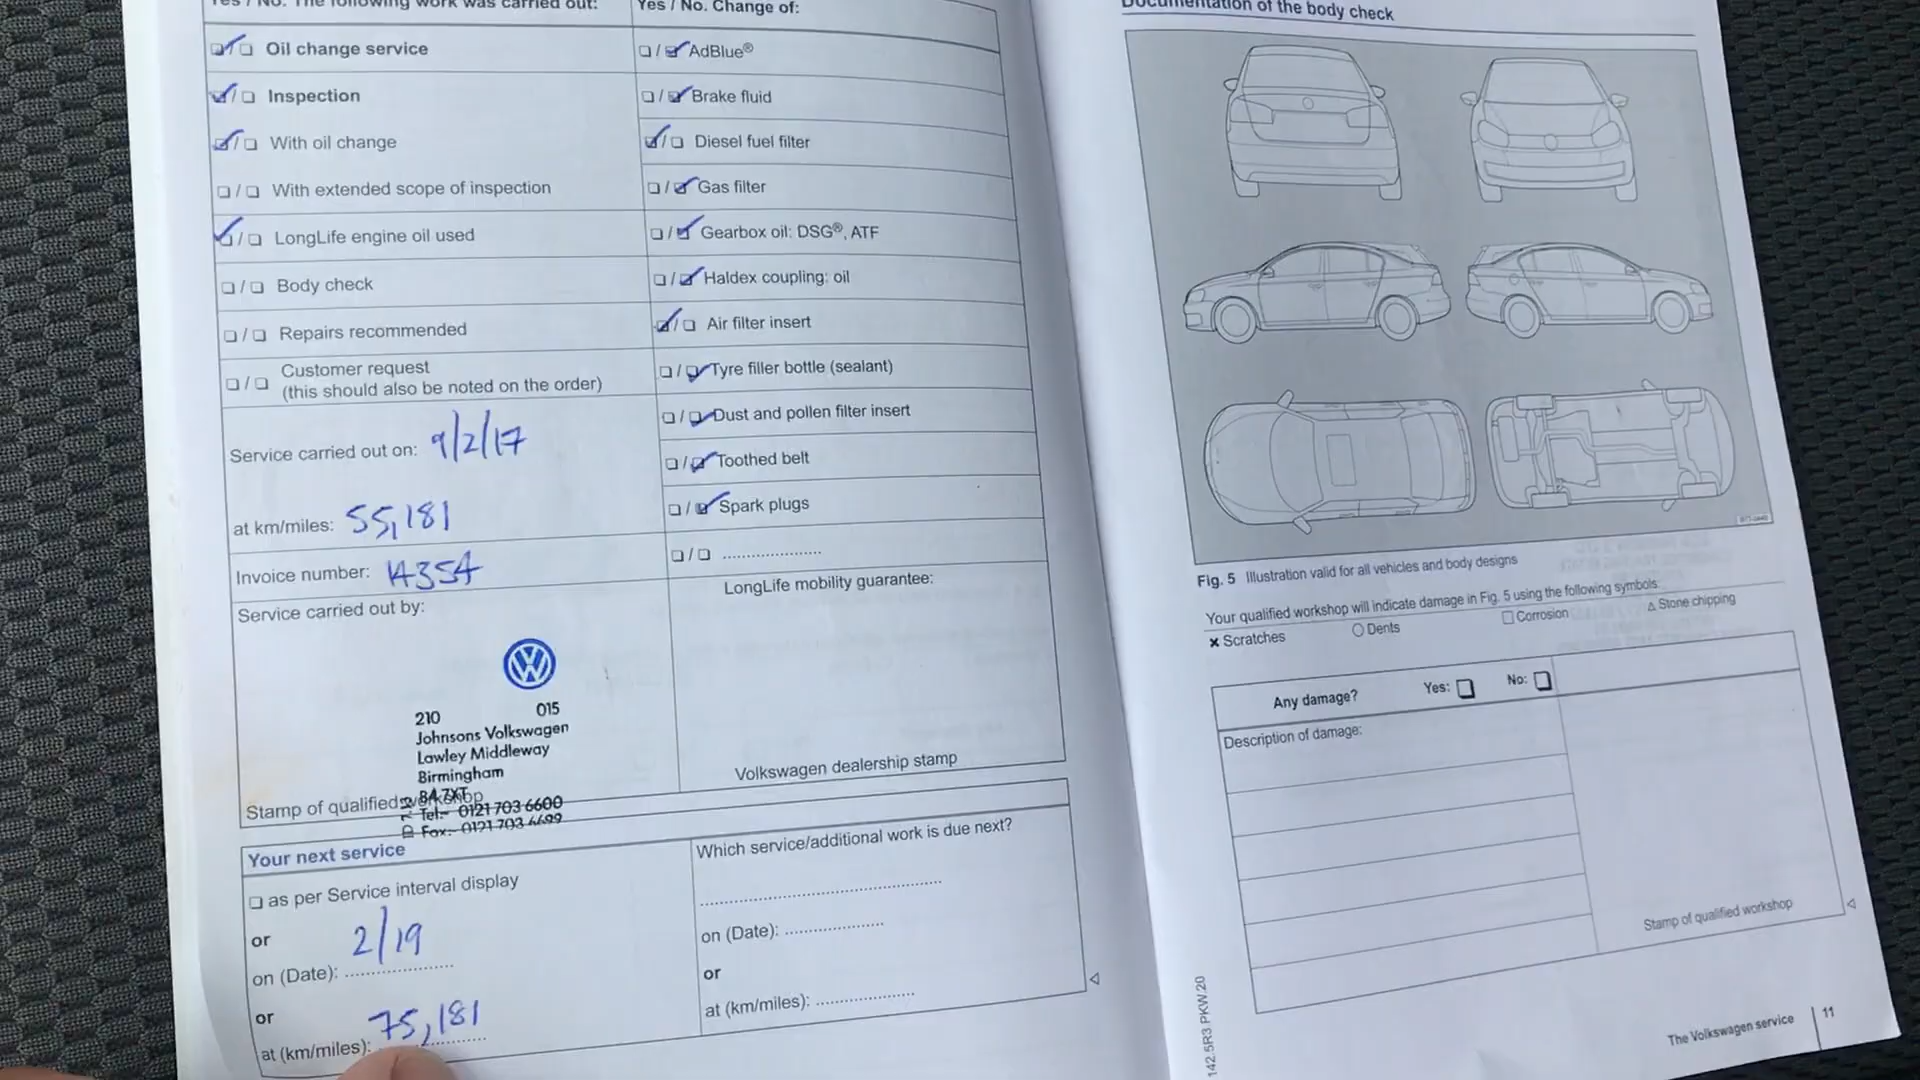 Yes / No. The following work was carried out:
☑ / ☐ Oil change service
☑ / ☐ Inspection
☑ / ☐ With oil change
☐ / ☐ With extended scope of inspection
☑ / ☐ LongLife engine oil used
☐ / ☐ Body check
☐ / ☐ Repairs recommended
☐ / ☐ Customer request
(this should also be noted on the order)
Service carried out on: 9/2/17
at km/miles: 55,181
Invoice number: 14354
Service carried out by:
210 015
Johnsons Volkswagen
Lawley Middleway
Birmingham
B4 7XT
Tel:- 0121 703 6600
Fax:- 0121 703 6699
Stamp of qualified workshop
Yes / No. Change of:
☐ / ☑ AdBlue®
☐ / ☑ Brake fluid
☑ / ☐ Diesel fuel filter
☐ / ☑ Gas filter
☐ / ☑ Gearbox oil: DSG®, ATF
☐ / ☑ Haldex coupling: oil
☑ / ☐ Air filter insert
☐ / ☑ Tyre filler bottle (sealant)
☐ / ☑ Dust and pollen filter insert
☐ / ☑ Toothed belt
☐ / ☑ Spark plugs
☐ / ☐ .....................
LongLife mobility guarantee:
Volkswagen dealership stamp
Your next service
☐ as per Service interval display
or
on (Date): 2/19
or
at (km/miles): 75,181
Which service/additional work is due next?
on (Date): ...................
or
at (km/miles): ...................
Documentation of the body check
Fig. 5 Illustration valid for all vehicles and body designs
Your qualified workshop will indicate damage in Fig. 5 using the following symbols:
✖ Scratches ○ Dents □ Corrosion △ Stone chipping
Any damage? Yes: ☐ No: ☐
Description of damage:
Stamp of qualified workshop
142.5R3.PKW.20
The Volkswagen service 11